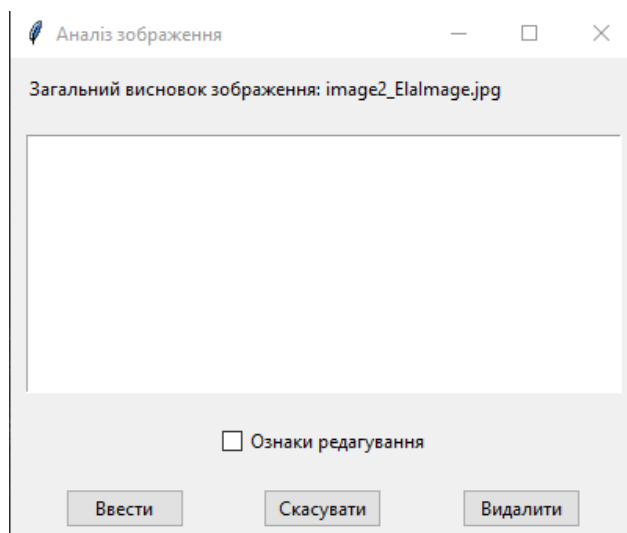 Аналіз зображення
Загальний висновок зображення: image2_ElaImage.jpg
Ознаки редагування
Ввести
Скасувати
Видалити